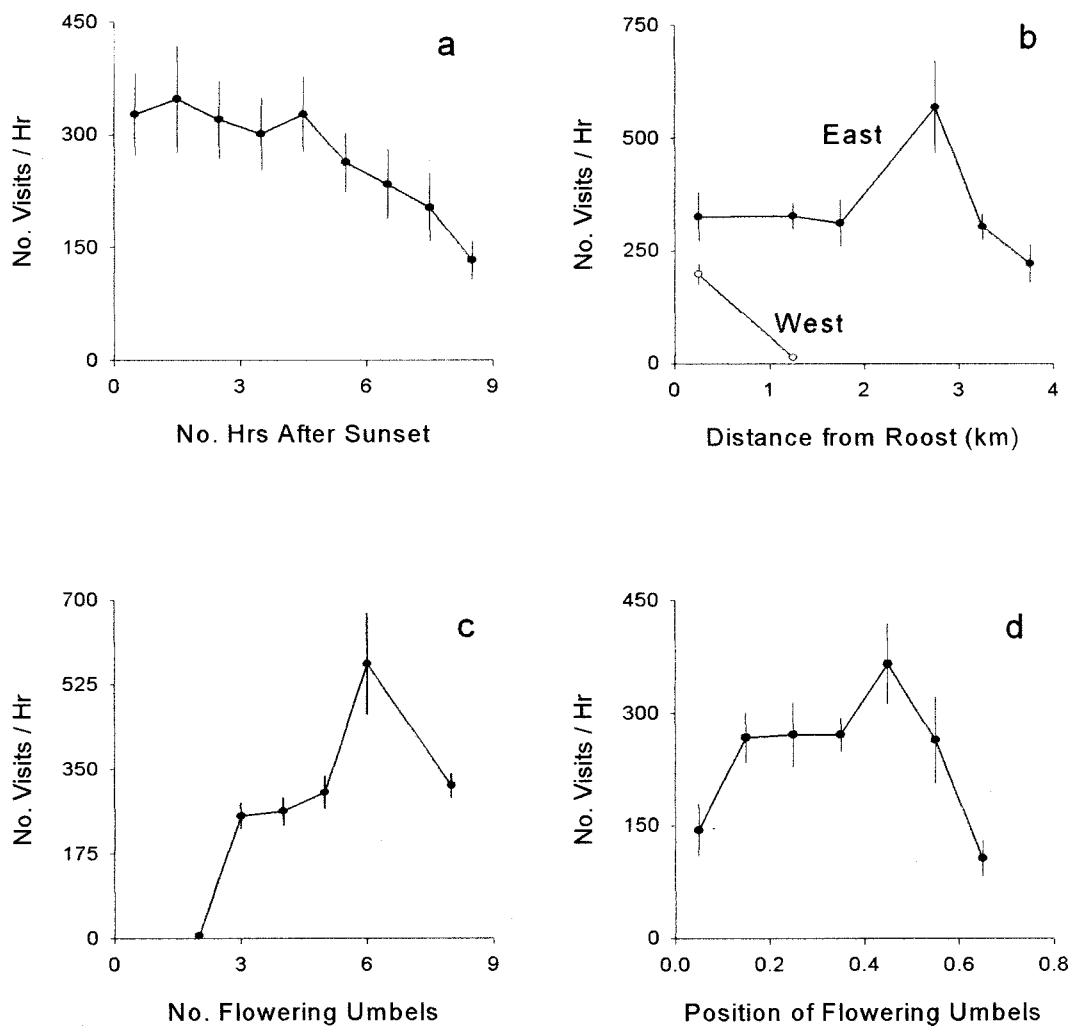 a
No. Visits / Hr
450
300
150
0
0 3 6 9
No. Hrs After Sunset
b
No. Visits / Hr
750
500
250
0
East
West
0 1 2 3 4
Distance from Roost (km)
c
No. Visits / Hr
700
525
350
175
0
0 3 6 9
No. Flowering Umbels
d
No. Visits / Hr
450
300
150
0
0.0 0.2 0.4 0.6 0.8
Position of Flowering Umbels